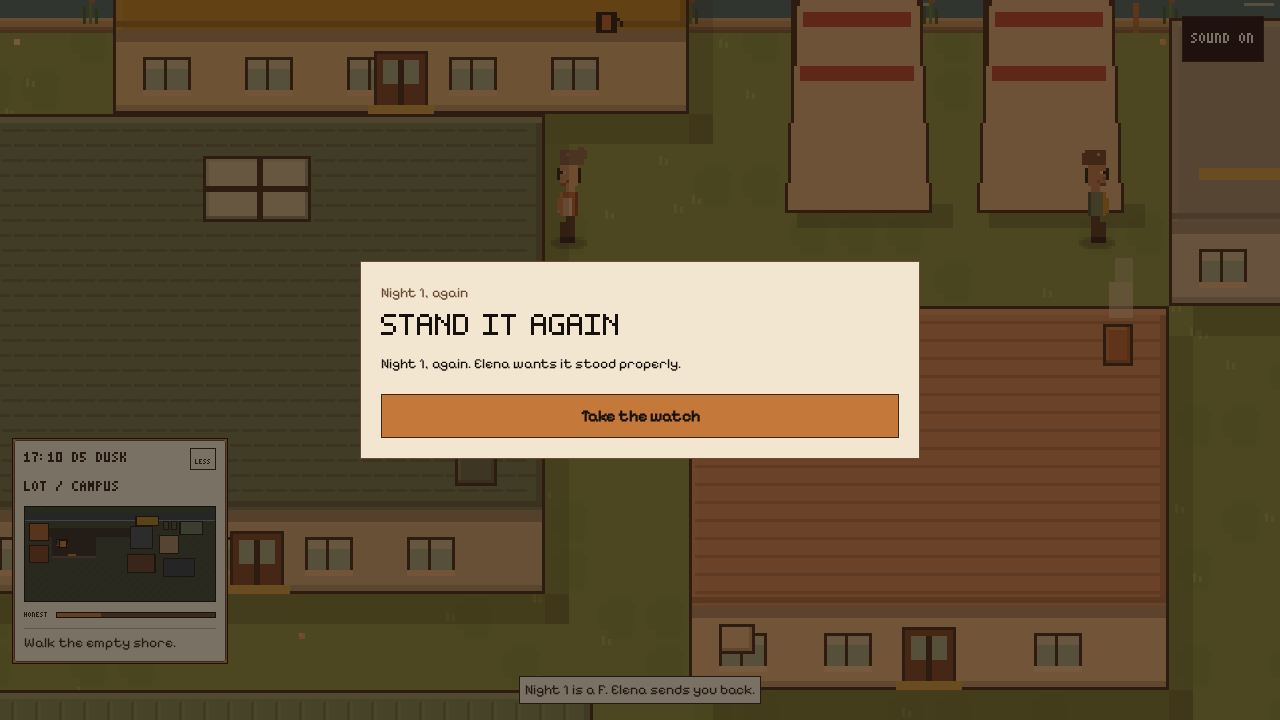 SOUND ON
Night 1, again
STAND IT AGAIN
Night 1, again. Elena wants it stood properly.
Take the watch
17:10 D5 DUSK
LESS
LOT / CAMPUS
HONEST
Walk the empty shore.
Night 1 is a F. Elena sends you back.